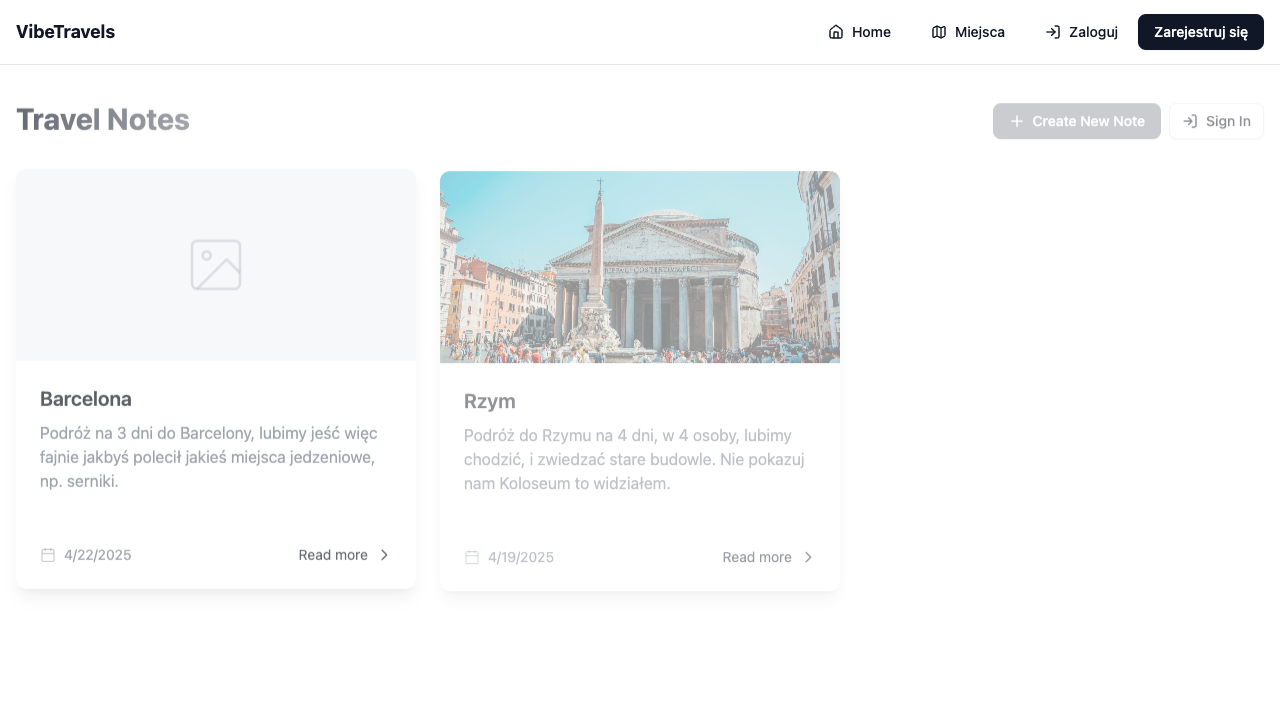 VibeTravels
Home
Miejsca
Zaloguj
Zarejestruj się
Travel Notes
Create New Note
Sign In
Barcelona
Podróż na 3 dni do Barcelony, lubimy jeść więc
fajnie jakbyś polecił jakieś miejsca jedzeniowe,
np. serniki.
4/22/2025
Read more
Rzym
Podróż do Rzymu na 4 dni, w 4 osoby, lubimy
chodzić, i zwiedzać stare budowle. Nie pokazuj
nam Koloseum to widziałem.
4/19/2025
Read more